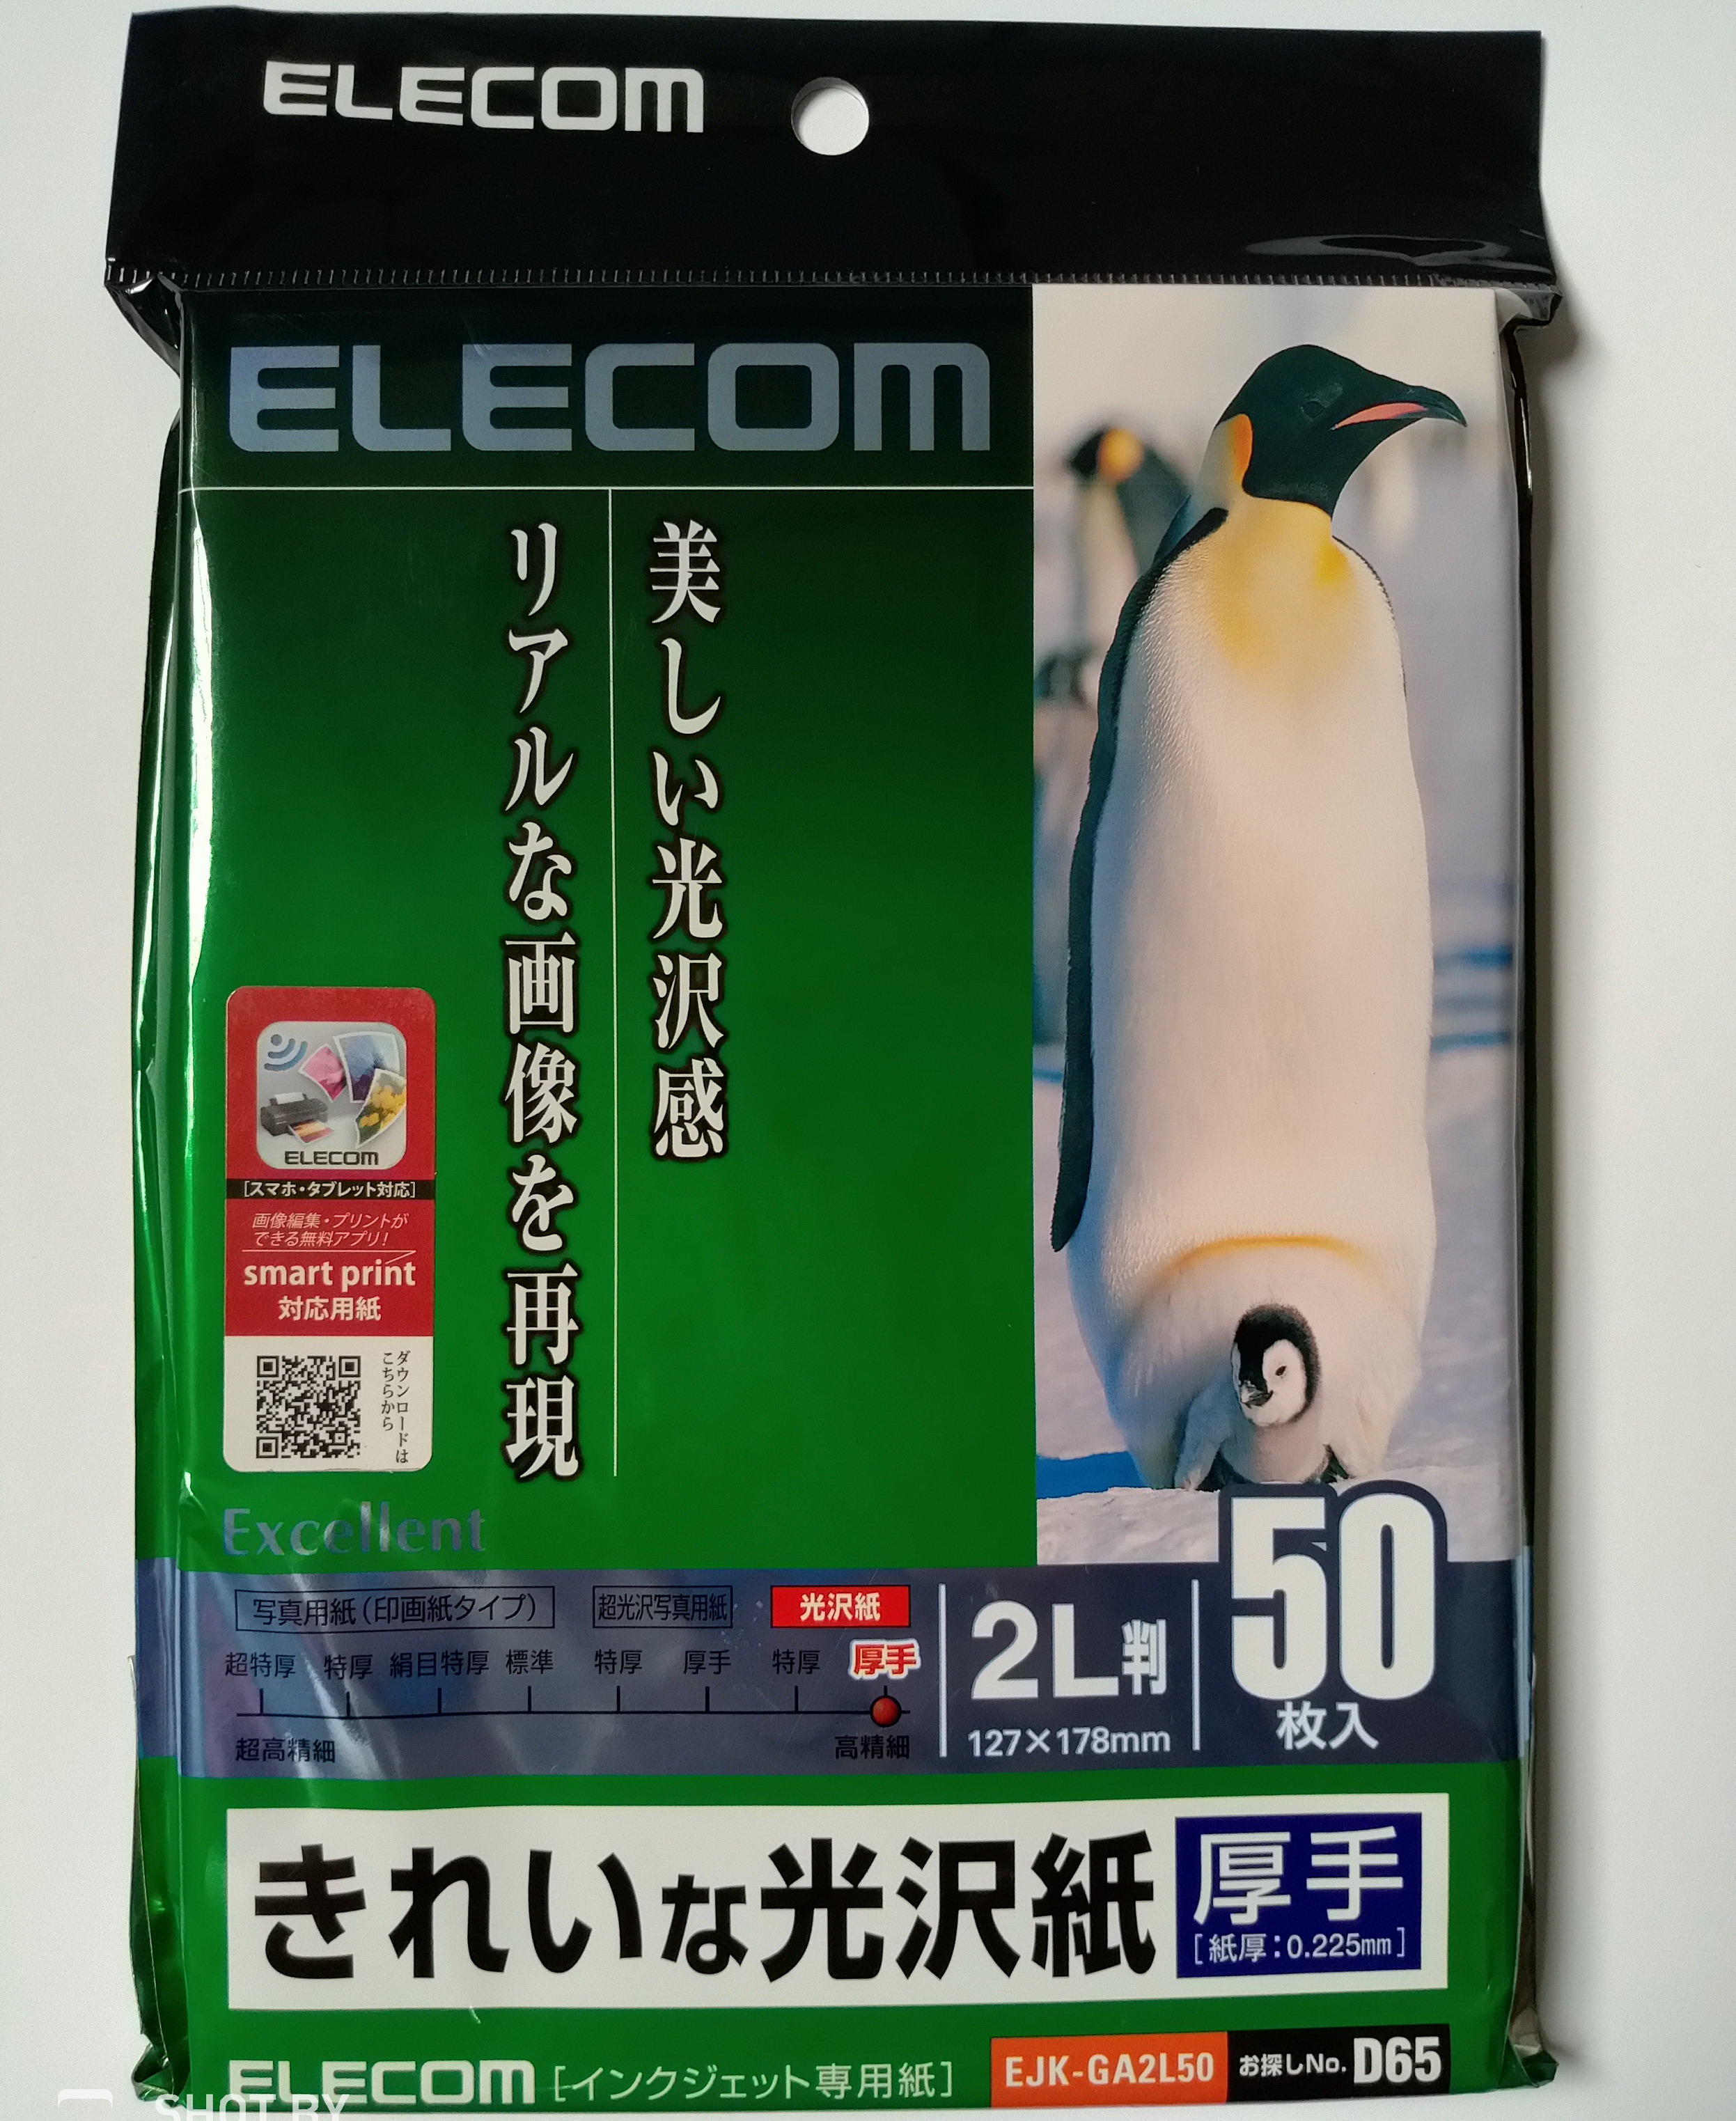 ELECOM
ELECOM
美しい光沢感
リアルな画像を再現
ELECOM
[スマホ・タブレット対応]
画像編集・プリントが
できる無料アプリ!
smart print
対応用紙
ダウンロードは
こちらから
Excellent
写真用紙(印画紙タイプ) 超光沢写真用紙 光沢紙
超特厚 特厚 絹目特厚 標準 特厚 厚手 特厚 厚手
超高精細 高精細
2L判
127×178mm
50
枚入
きれいな光沢紙
厚手
[紙厚:0.225mm]
ELECOM [インクジェット専用紙]
EJK-GA2L50 お探しNo. D65
SHOT BY